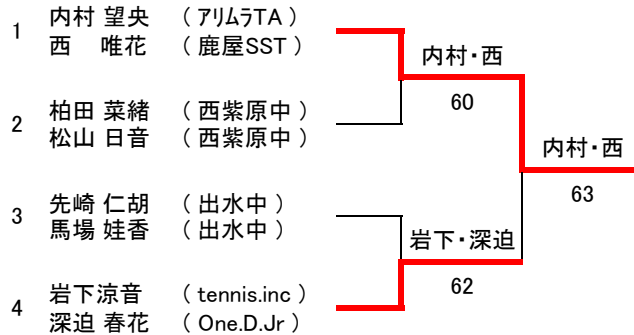 1 内村 望央 （ アリムラTA ）
西 唯花 （ 鹿屋SST ）
2 柏田 菜緒 （ 西紫原中 ）
松山 日音 （ 西紫原中 ）
3 先崎 仁胡 （ 出水中 ）
馬場 娃香 （ 出水中 ）
4 岩下涼音 （ tennis.inc ）
深迫 春花 （ One.D.Jr ）
内村・西
60
岩下・深迫
62
内村・西
63